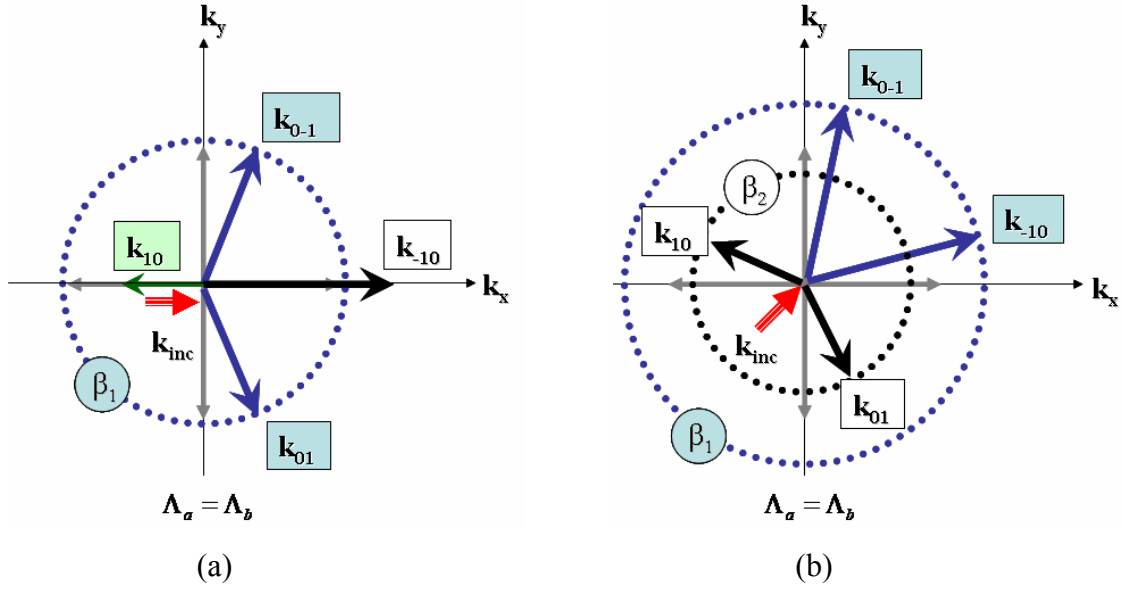 k_y
k_0-1
k_10
k_-10
k_x
k_inc
β_1
k_01
Λ_a = Λ_b
(a)
k_y
k_0-1
β_2
k_10
k_-10
k_x
k_inc
k_01
β_1
Λ_a = Λ_b
(b)